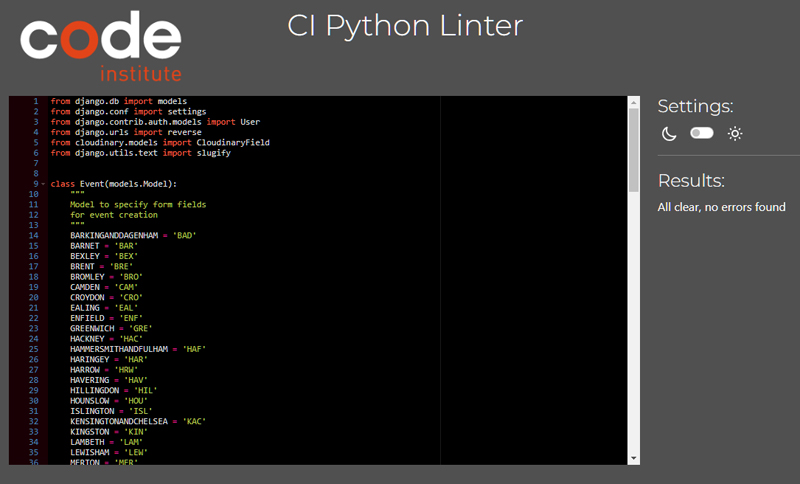 code
institute
CI Python Linter
1 from django.db import models
2 from django.conf import settings
3 from django.contrib.auth.models import User
4 from django.urls import reverse
5 from cloudinary.models import CloudinaryField
6 from django.utils.text import slugify
7
8
9 class Event(models.Model):
10 """
11 Model to specify form fields
12 for event creation
13 """
14 BARKINGANDDAGENHAM = 'BAD'
15 BARNET = 'BAR'
16 BEXLEY = 'BEX'
17 BRENT = 'BRE'
18 BROMLEY = 'BRO'
19 CAMDEN = 'CAM'
20 CROYDON = 'CRO'
21 EALING = 'EAL'
22 ENFIELD = 'ENF'
23 GREENWICH = 'GRE'
24 HACKNEY = 'HAC'
25 HAMMERSMITHANDFULHAM = 'HAF'
26 HARINGEY = 'HAR'
27 HARROW = 'HRW'
28 HAVERING = 'HAV'
29 HILLINGDON = 'HIL'
30 HOUNSLOW = 'HOU'
31 ISLINGTON = 'ISL'
32 KENSINGTONANDCHELSEA = 'KAC'
33 KINGSTON = 'KIN'
34 LAMBETH = 'LAM'
35 LEWISHAM = 'LEW'
36 MERTON = 'MER'
Settings:
Results:
All clear, no errors found